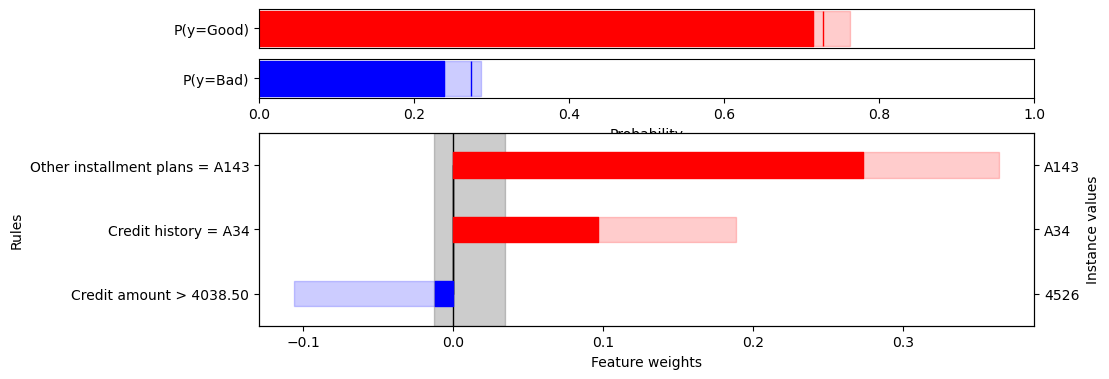 P(y=Good)
P(y=Bad)
0.0 0.2 0.4 0.6 0.8 1.0
Probability
Other installment plans = A143 A143
Credit history = A34 A34
Credit amount > 4038.50 4526
Rules
Instance values
−0.1 0.0 0.1 0.2 0.3
Feature weights